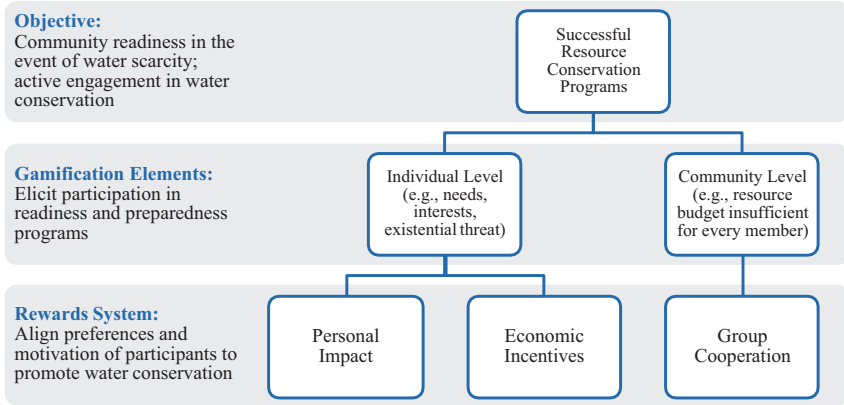 Objective:
Community readiness in the
event of water scarcity;
active engagement in water
conservation
Successful
Resource
Conservation
Programs
Gamification Elements:
Elicit participation in
readiness and preparedness
programs
Individual Level
(e.g., needs,
interests,
existential threat)
Community Level
(e.g., resource
budget insufficient
for every member)
Rewards System:
Align preferences and
motivation of participants to
promote water conservation
Personal
Impact
Economic
Incentives
Group
Cooperation